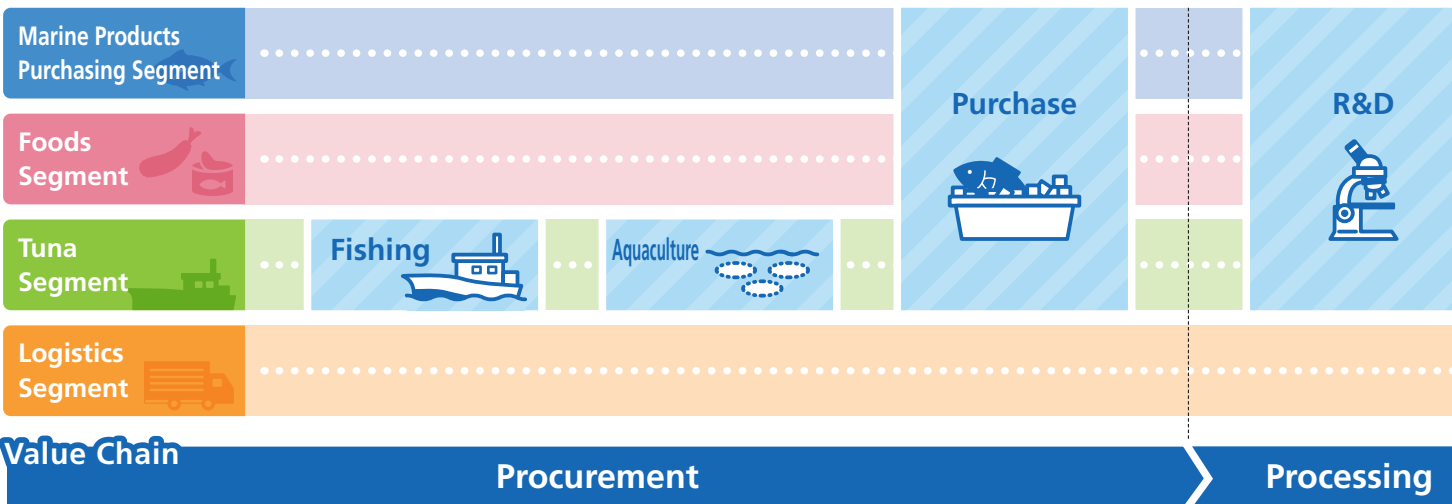 Marine Products
Purchasing Segment
Purchase
R&D
Foods
Segment
Tuna
Segment
Fishing
Aquaculture
Logistics
Segment
Value Chain
Procurement
Processing